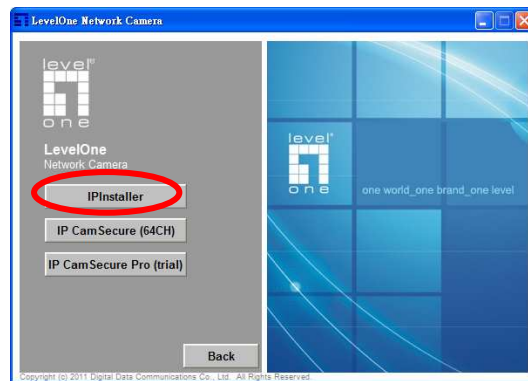 LevelOne Network Camera
level
one
LevelOne
Network Camera
IPInstaller
IP CamSecure (64CH)
IP CamSecure Pro (trial)
Back
level
one
one world_one brand_one level
Copyright (c) 2011 Digital Data Communications Co., Ltd. All Rights Reserved.